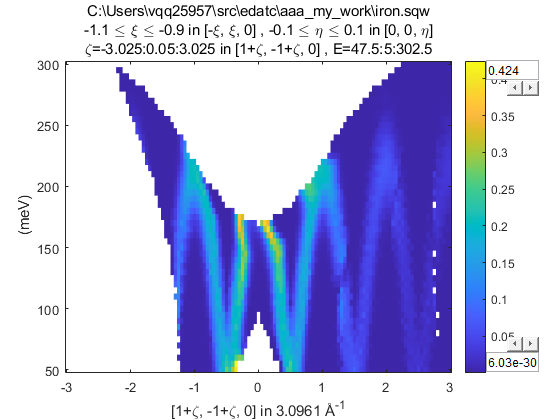 C:\Users\vqq25957\src\edatc\aaa_my_work\iron.sqw
-1.1 ≤ ξ ≤ -0.9 in [-ξ, ξ, 0] , -0.1 ≤ η ≤ 0.1 in [0, 0, η]
ζ=-3.025:0.05:3.025 in [1+ζ, -1+ζ, 0] , E=47.5:5:302.5
300
250
200
150
100
50
(meV)
-3 -2 -1 0 1 2 3
[1+ζ, -1+ζ, 0] in 3.0961 Å-1
0.424
0.4
0.35
0.3
0.25
0.2
0.15
0.1
0.05
6.03e-30